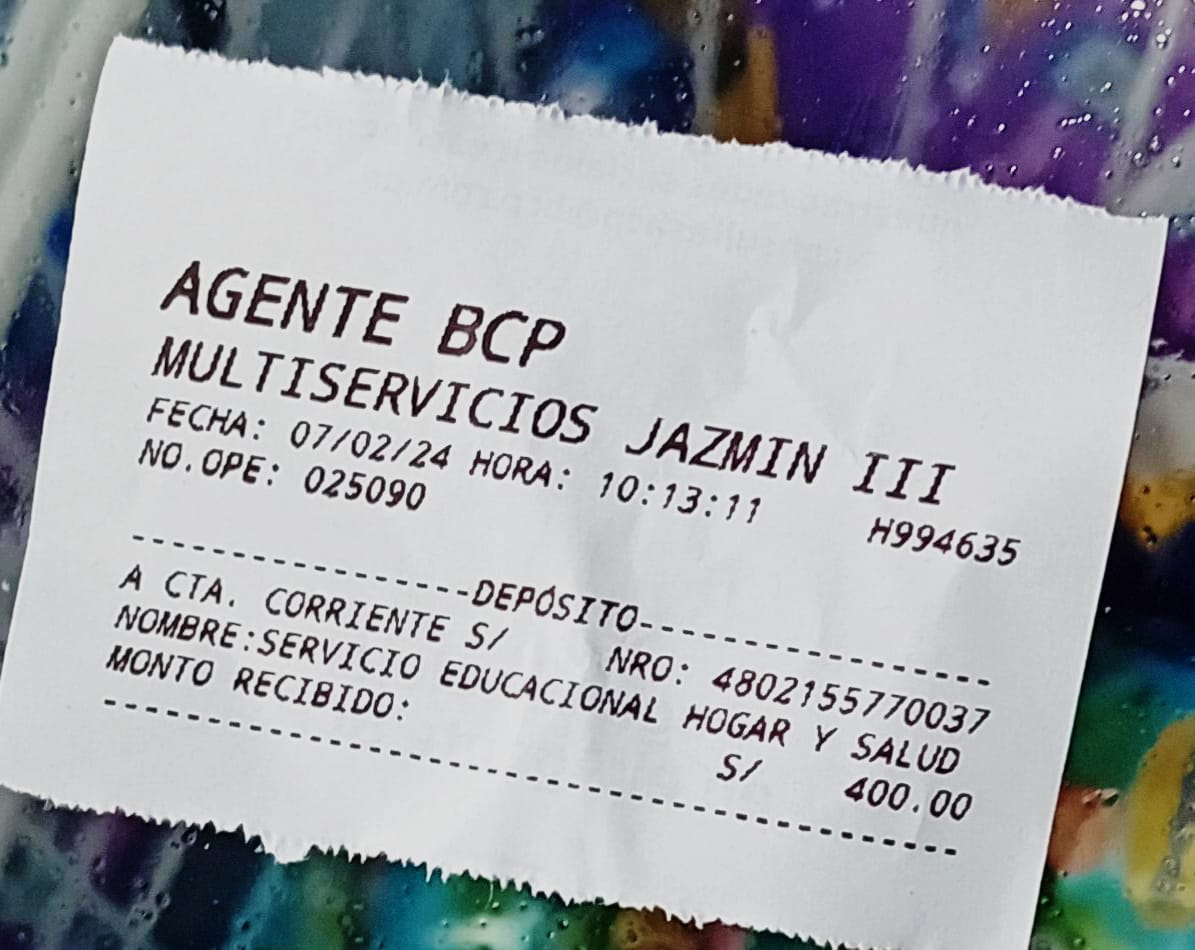 AGENTE BCP
MULTISERVICIOS JAZMIN III
FECHA: 07/02/24 HORA: 10:13:11 H994635
NO.OPE: 025090
------------------DEPÓSITO-------------------
A CTA. CORRIENTE S/ NRO: 4802155770037
NOMBRE:SERVICIO EDUCACIONAL HOGAR Y SALUD
MONTO RECIBIDO: S/ 400.00
---------------------------------------------